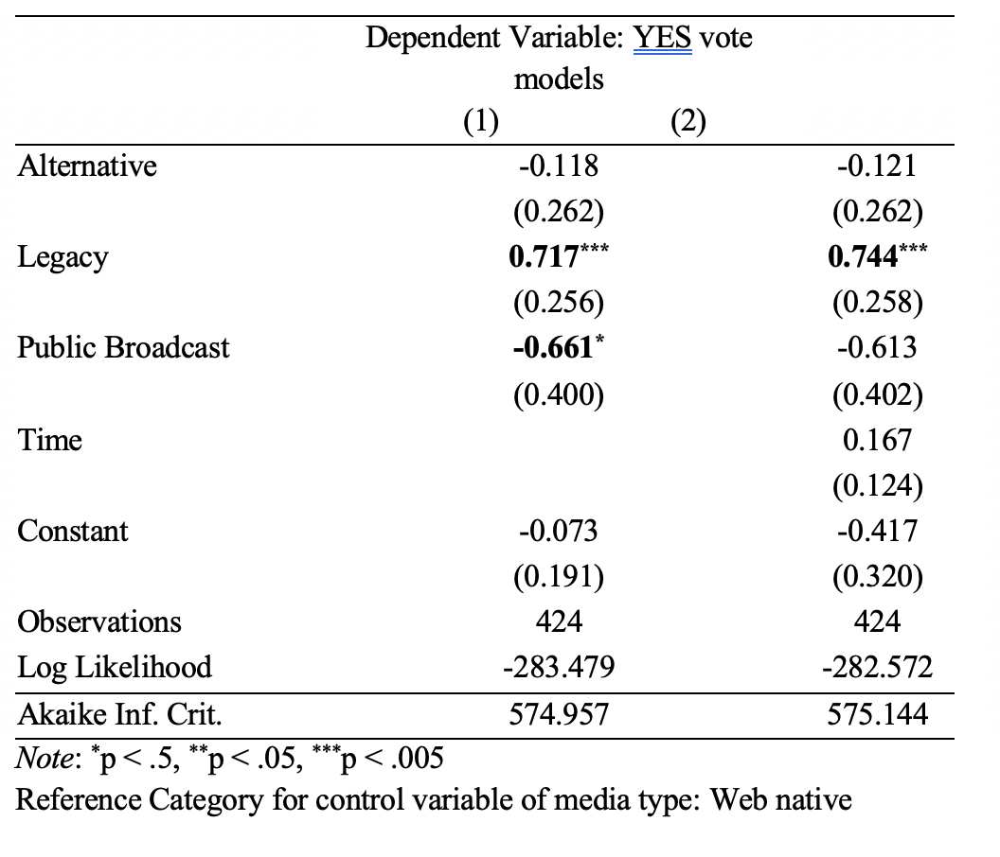 Dependent Variable: YES vote
models
(1) (2)
Alternative -0.118 -0.121
(0.262) (0.262)
Legacy 0.717*** 0.744***
(0.256) (0.258)
Public Broadcast -0.661* -0.613
(0.400) (0.402)
Time 0.167
(0.124)
Constant -0.073 -0.417
(0.191) (0.320)
Observations 424 424
Log Likelihood -283.479 -282.572
Akaike Inf. Crit. 574.957 575.144
Note: *p < .5, **p < .05, ***p < .005
Reference Category for control variable of media type: Web native